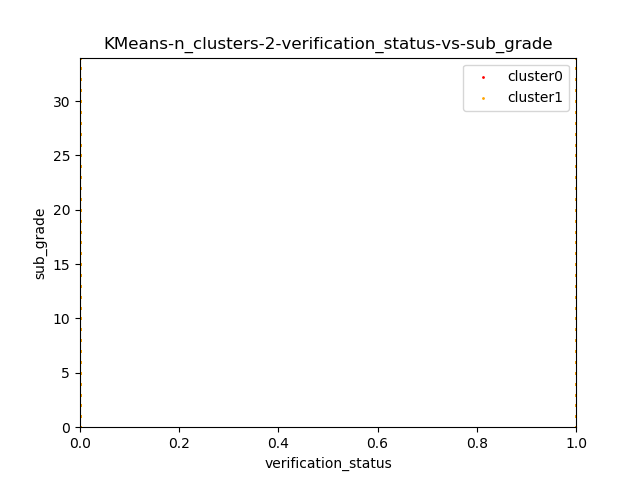 KMeans-n_clusters-2-verification_status-vs-sub_grade
cluster0
cluster1
30
25
20
15
10
5
0
sub_grade
0.0 0.2 0.4 0.6 0.8 1.0
verification_status